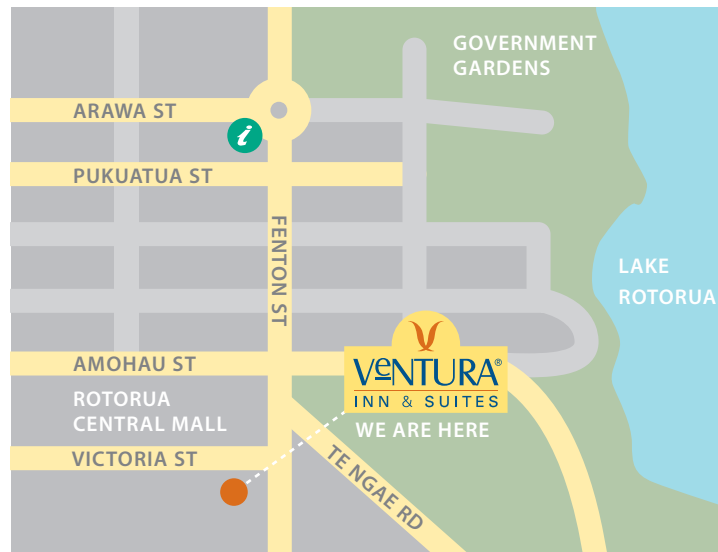 GOVERNMENT
GARDENS
ARAWA ST
i
PUKUATUA ST
FENTON ST
LAKE
ROTORUA
AMOHAU ST
VeNTURA®
INN & SUITES
ROTORUA
CENTRAL MALL
WE ARE HERE
VICTORIA ST
TE NGAE RD